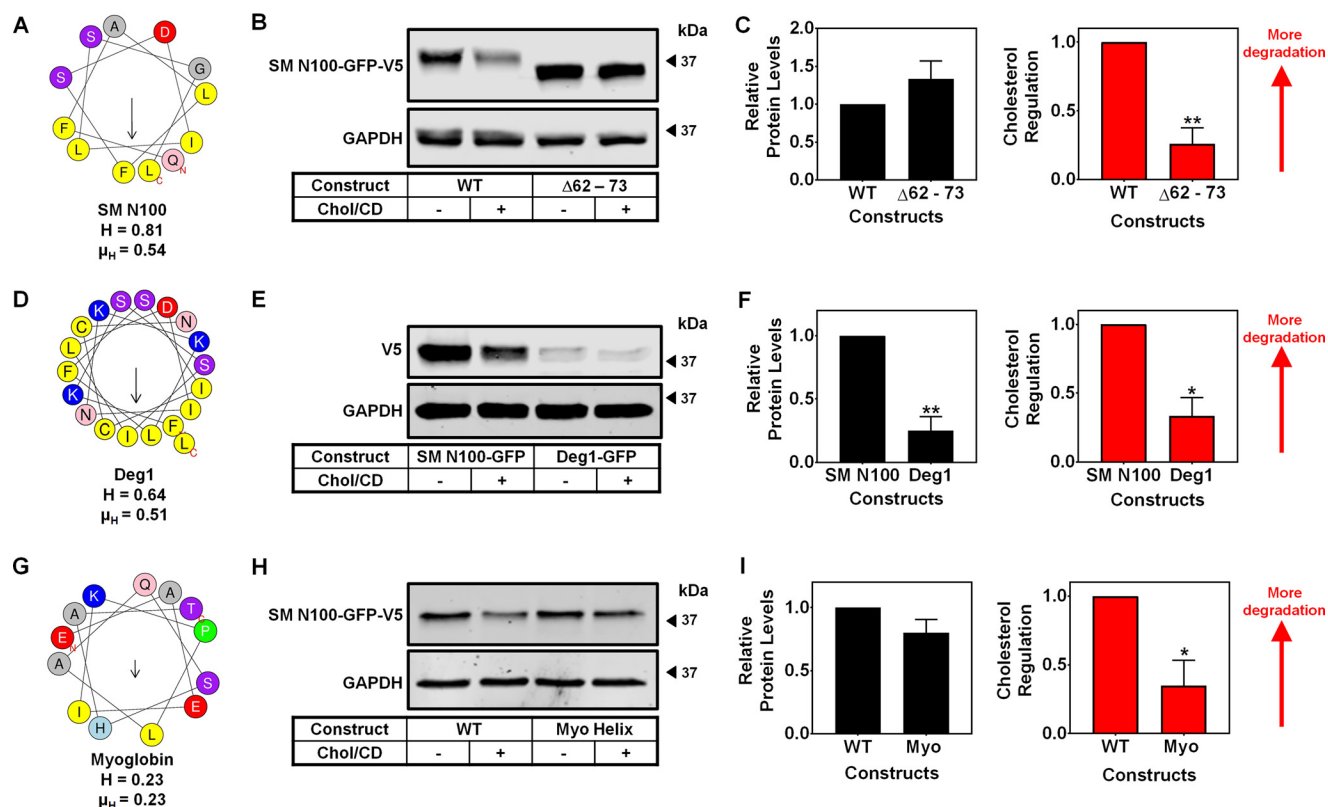 A
S
A
D
S
G
L
F
I
L
Q
N
F
L
C
SM N100
H = 0.81
μH = 0.54
B
kDa
SM N100-GFP-V5
37
GAPDH
37
Construct WT Δ62 – 73
Chol/CD - + - +
C
Relative
Protein Levels
2.0
1.5
1.0
0.5
0.0
WT Δ62 - 73
Constructs
Cholesterol
Regulation
1.0
0.5
0.0
**
WT Δ62 - 73
Constructs
More
degradation
D
S S
K D
C N
L K
F S
K I
N I
C F
I L L
C
Deg1
H = 0.64
μH = 0.51
E
kDa
V5
37
GAPDH
37
Construct SM N100-GFP Deg1-GFP
Chol/CD - + - +
F
Relative
Protein Levels
1.0
0.5
0.0
**
SM N100 Deg1
Constructs
Cholesterol
Regulation
1.0
0.5
0.0
*
SM N100 Deg1
Constructs
More
degradation
G
Q
K A
A T
E P
N
A
S
I E
H L
Myoglobin
H = 0.23
μH = 0.23
H
kDa
SM N100-GFP-V5
37
GAPDH
37
Construct WT Myo Helix
Chol/CD - + - +
I
Relative
Protein Levels
1.0
0.5
0.0
WT Myo
Constructs
Cholesterol
Regulation
1.0
0.5
0.0
*
WT Myo
Constructs
More
degradation